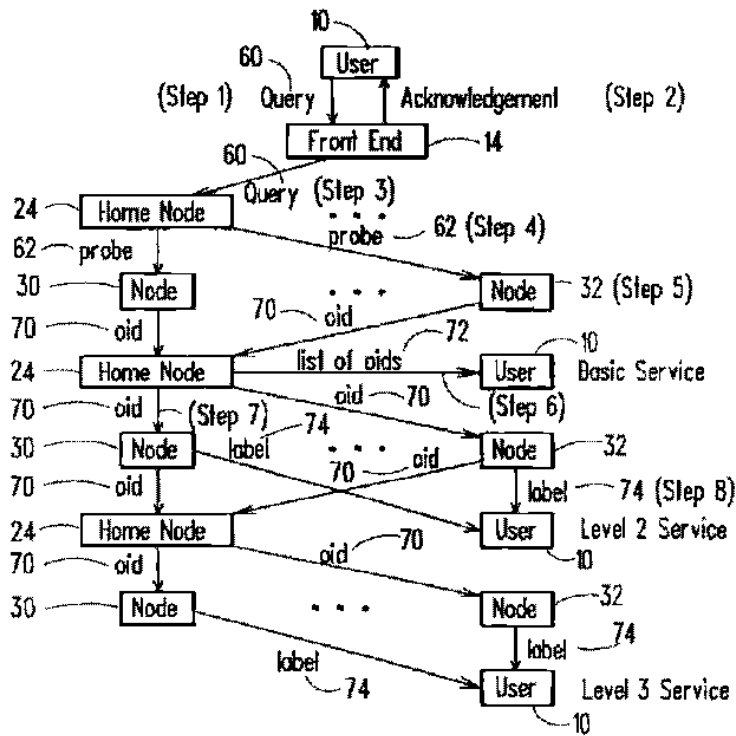 10
60
User
(Step 1) Query Acknowledgement (Step 2)
Front End 14
60
Query (Step 3)
24 Home Node
probe 62 (Step 4)
62 probe
30 Node Node 32 (Step 5)
70 oid 70 oid 72
list of oids 10
24 Home Node User Basic Service
70 oid (Step 7) oid 70 (Step 6)
label 74
30 Node Node 32
70 oid 70 oid label 74 (Step 8)
24 Home Node User Level 2 Service
70 oid oid 70 10
30 Node Node 32
label 74 label 74
User Level 3 Service
10